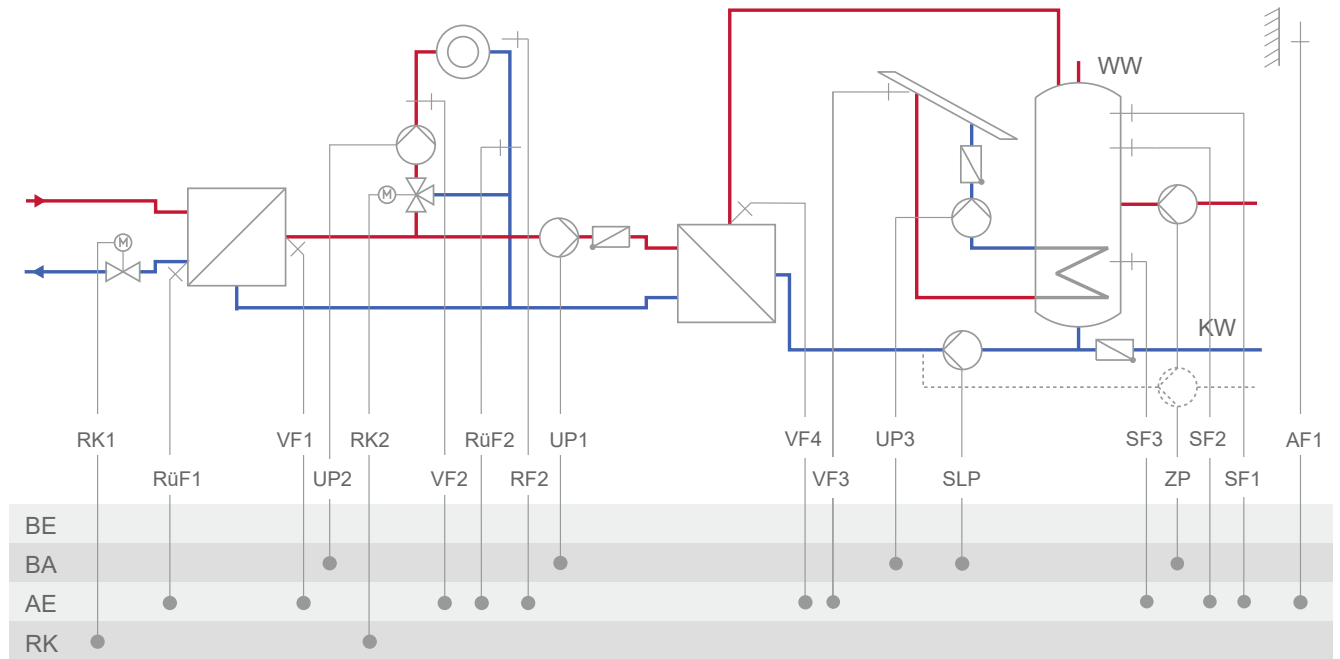 WW
M
M
KW
RK1 VF1 RK2 RüF2 UP1 VF4 UP3 SF3 SF2 AF1
RüF1 UP2 VF2 RF2 VF3 SLP ZP SF1
BE
BA
AE
RK